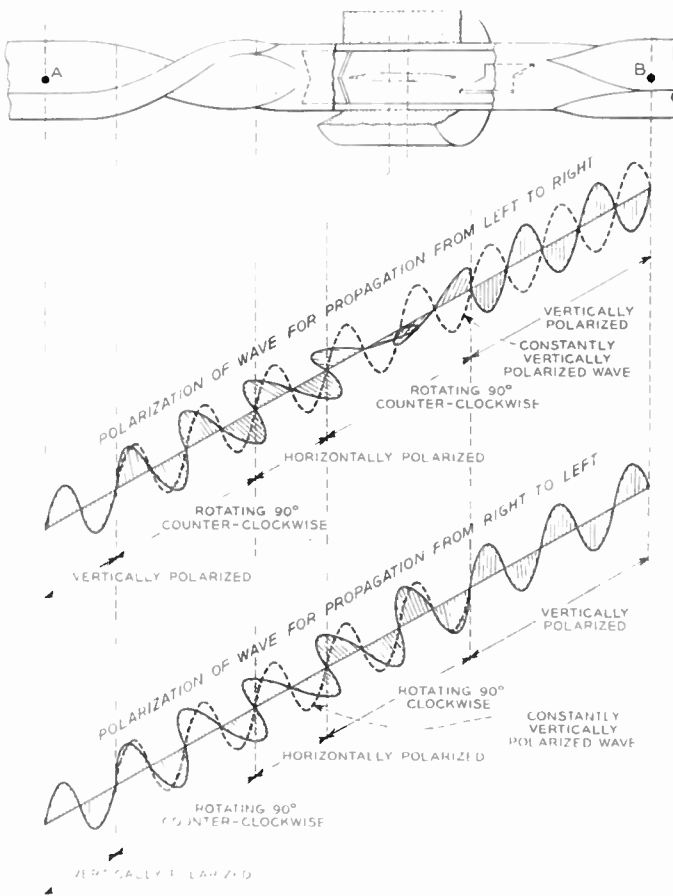 A
B
POLARIZATION OF WAVE FOR PROPAGATION FROM LEFT TO RIGHT
VERTICALLY
POLARIZED
CONSTANTLY
VERTICALLY
POLARIZED WAVE
ROTATING 90°
COUNTER-CLOCKWISE
HORIZONTALLY POLARIZED
ROTATING 90°
COUNTER-CLOCKWISE
VERTICALLY POLARIZED
POLARIZATION OF WAVE FOR PROPAGATION FROM RIGHT TO LEFT
VERTICALLY
POLARIZED
ROTATING 90°
CLOCKWISE
CONSTANTLY
VERTICALLY
POLARIZED WAVE
HORIZONTALLY POLARIZED
ROTATING 90°
COUNTER-CLOCKWISE
VERTICALLY POLARIZED